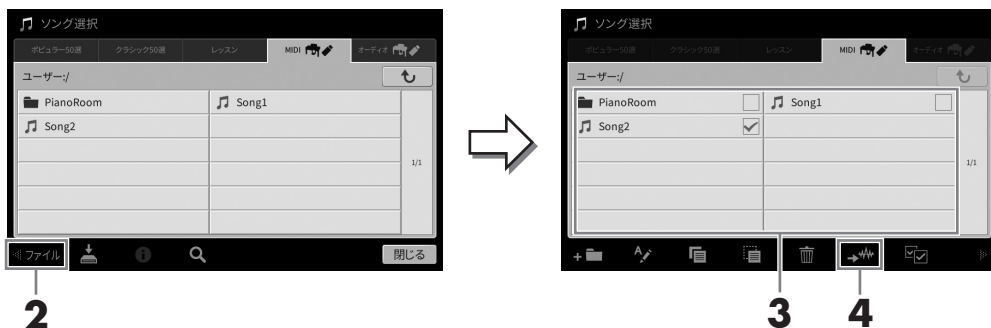 ソング選択
ポピュラー50選 クラシック50選 レッスン MIDI オーディオ
ユーザー:/
PianoRoom Song1
Song2
1/1
ファイル 閉じる
2
ソング選択
ポピュラー50選 クラシック50選 レッスン MIDI オーディオ
ユーザー:/
PianoRoom Song1
Song2
1/1
3 4